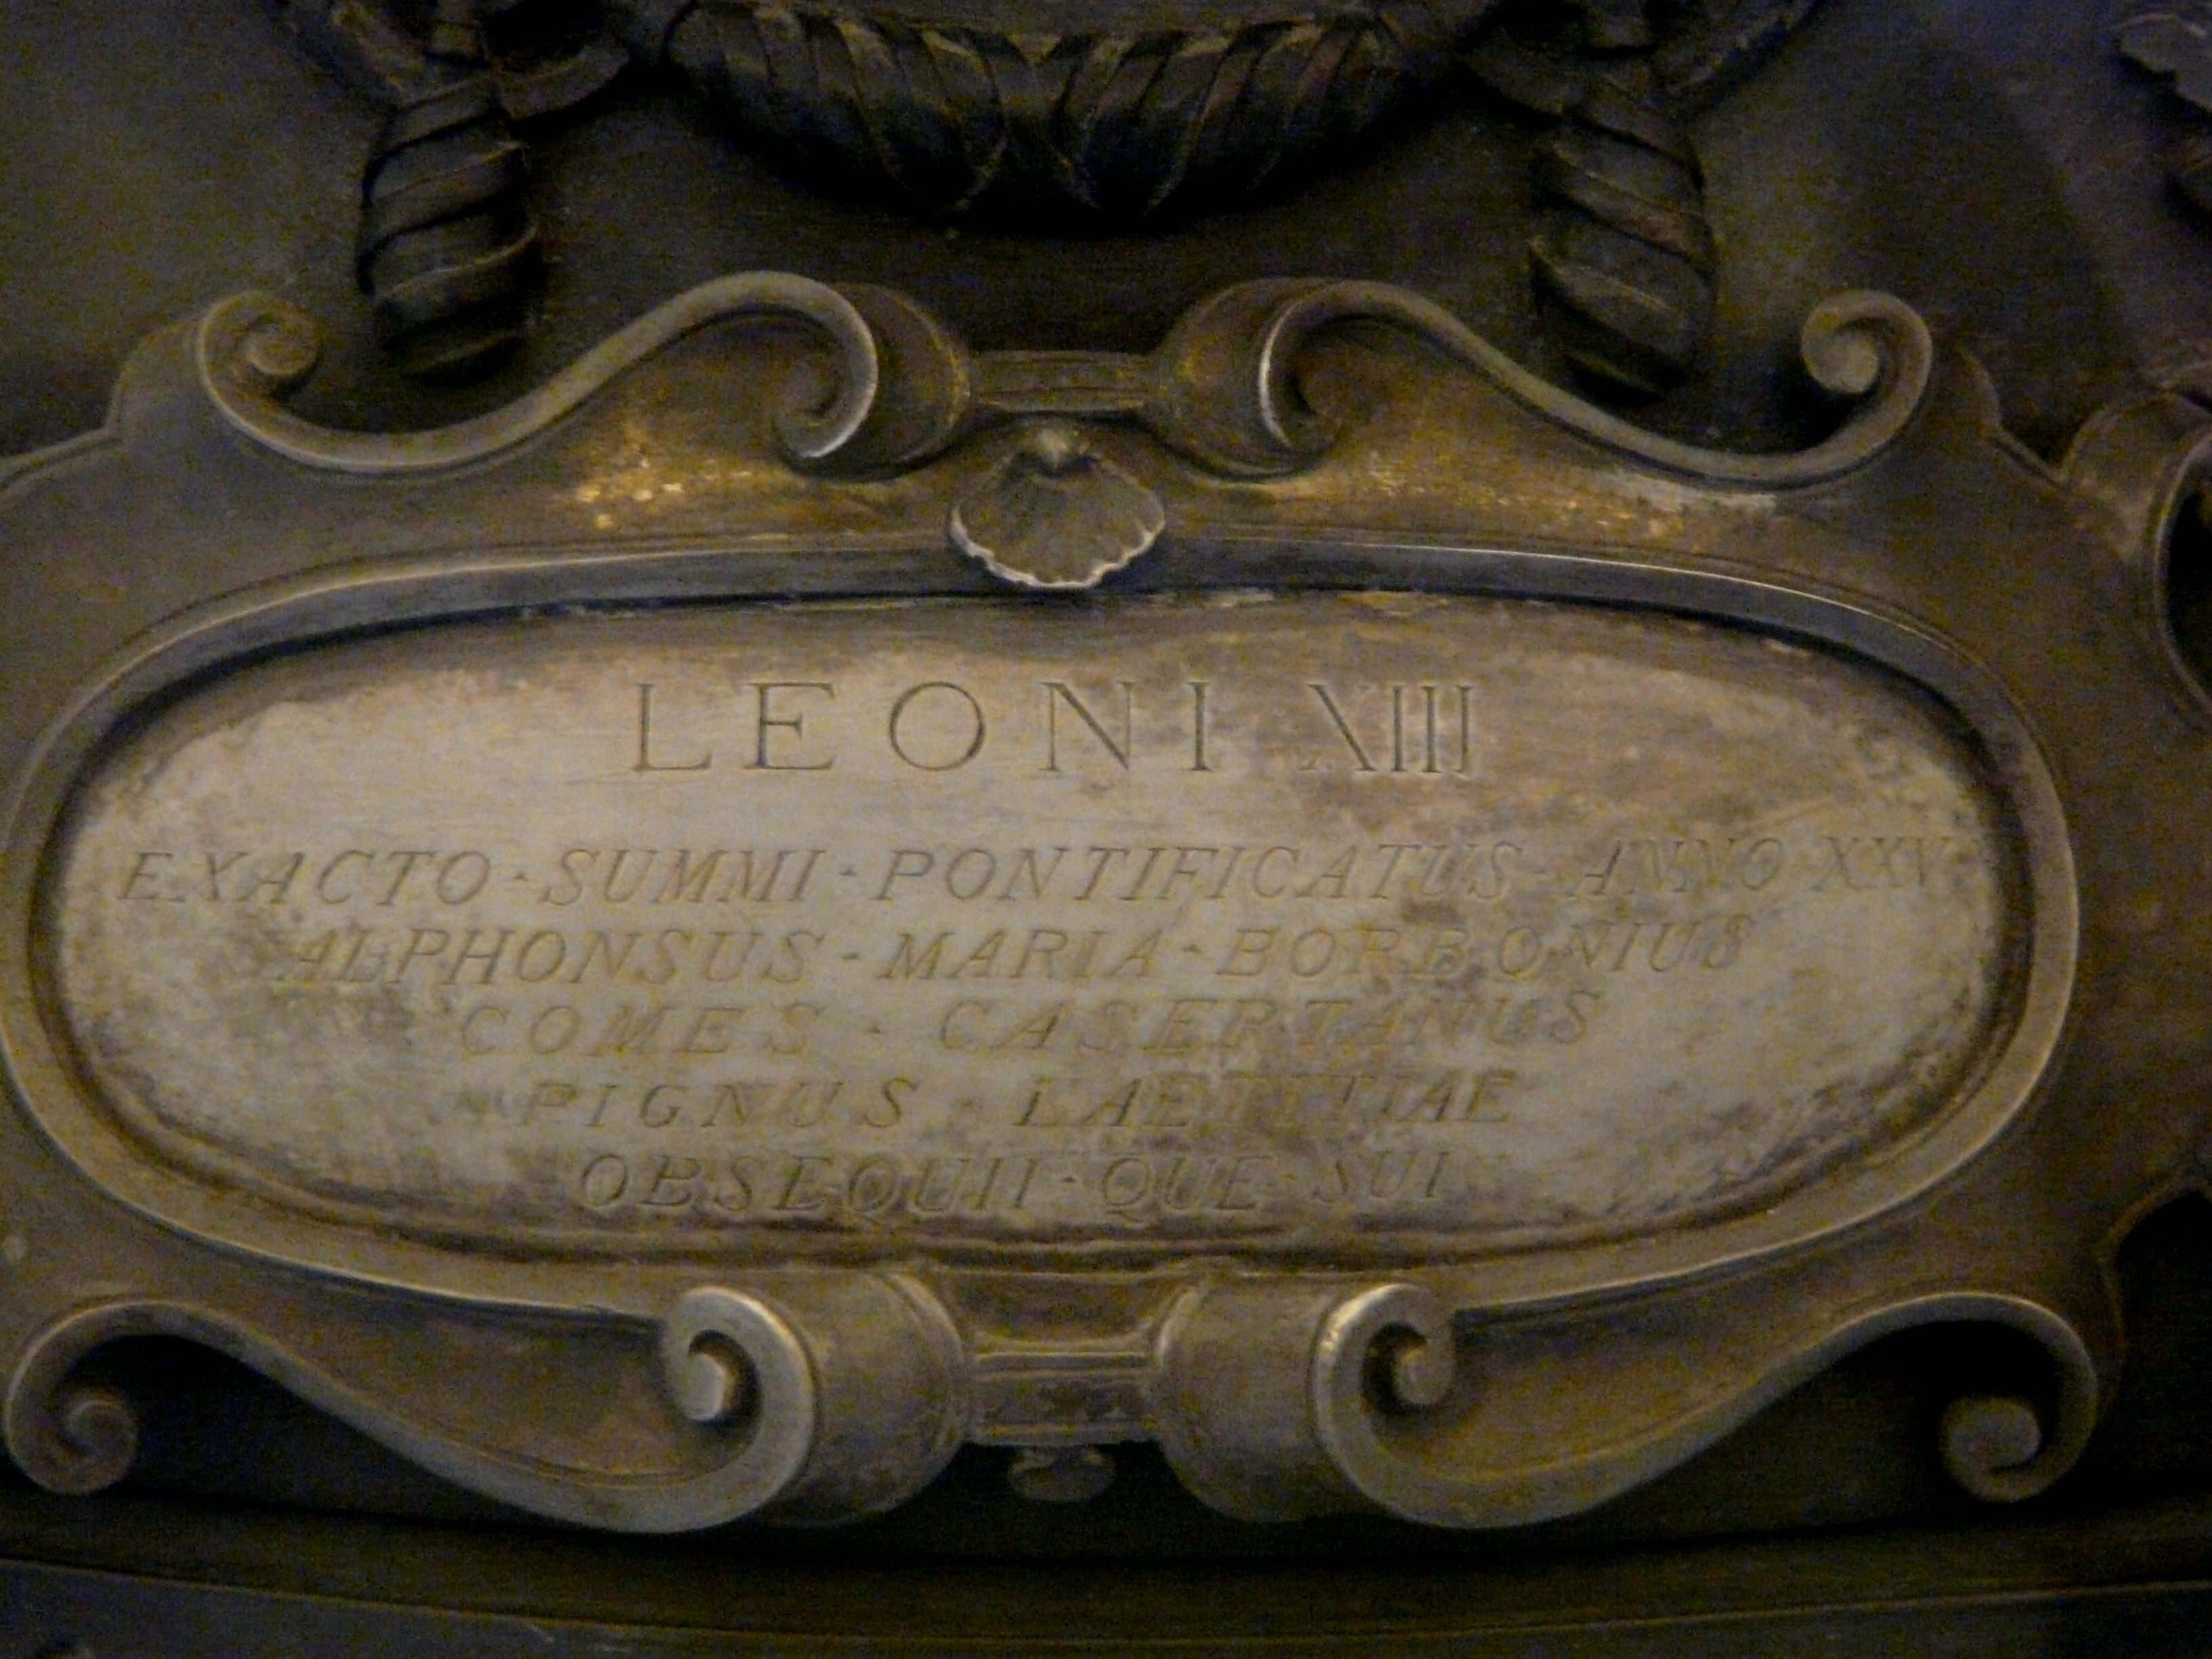 LEONI XIII
EXACTO · SUMMI · PONTIFICATUS · ANNO XXV
ALPHONSUS · MARIA · BORBONIUS
COMES · CASERTANUS
PIGNUS · LAETITIAE
OBSEQUII · QUE SUI